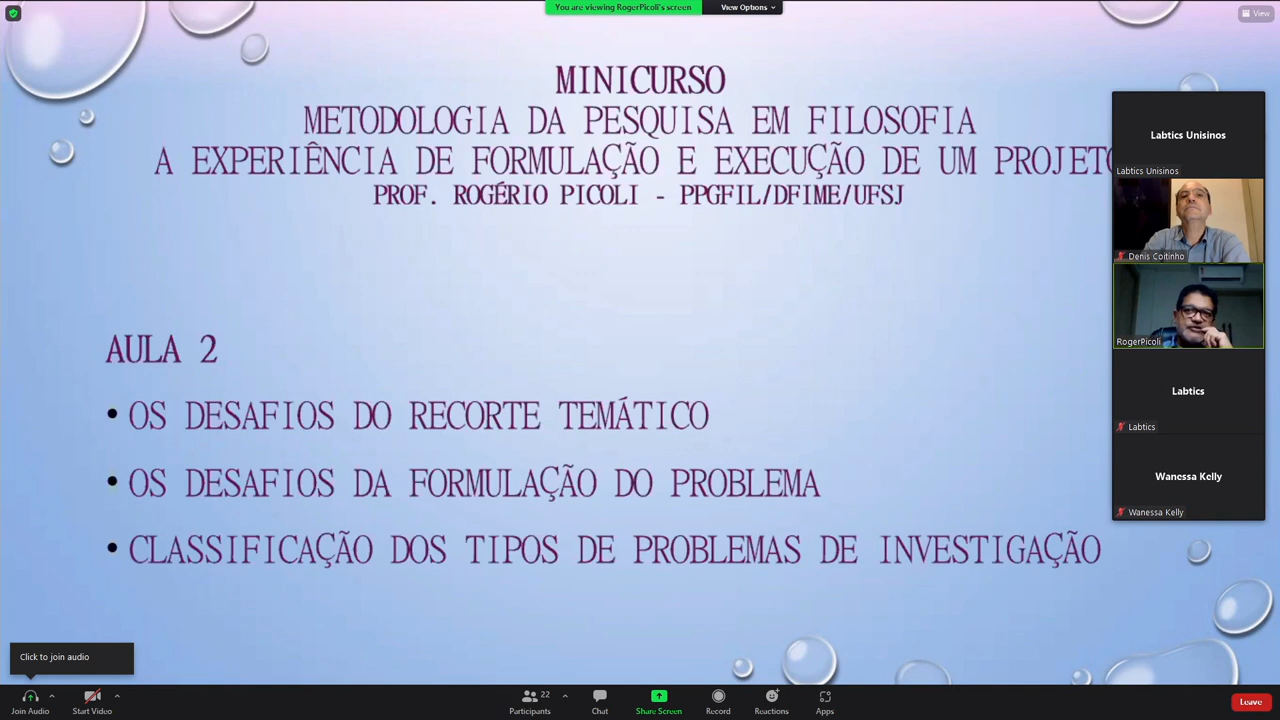 You are viewing RogerPicoli's screen
View Options
View
MINICURSO
METODOLOGIA DA PESQUISA EM FILOSOFIA
A EXPERIÊNCIA DE FORMULAÇÃO E EXECUÇÃO DE UM PROJETO
PROF. ROGÉRIO PICOLI - PPGFIL/DFIME/UFSJ
AULA 2
• OS DESAFIOS DO RECORTE TEMÁTICO
• OS DESAFIOS DA FORMULAÇÃO DO PROBLEMA
• CLASSIFICAÇÃO DOS TIPOS DE PROBLEMAS DE INVESTIGAÇÃO
Labtics Unisinos
Labtics Unisinos
Denis Coitinho
RogerPicoli
Labtics
Labtics
Wanessa Kelly
Wanessa Kelly
Click to join audio
Join Audio
Start Video
Participants
22
Chat
Share Screen
Record
Reactions
Apps
Leave